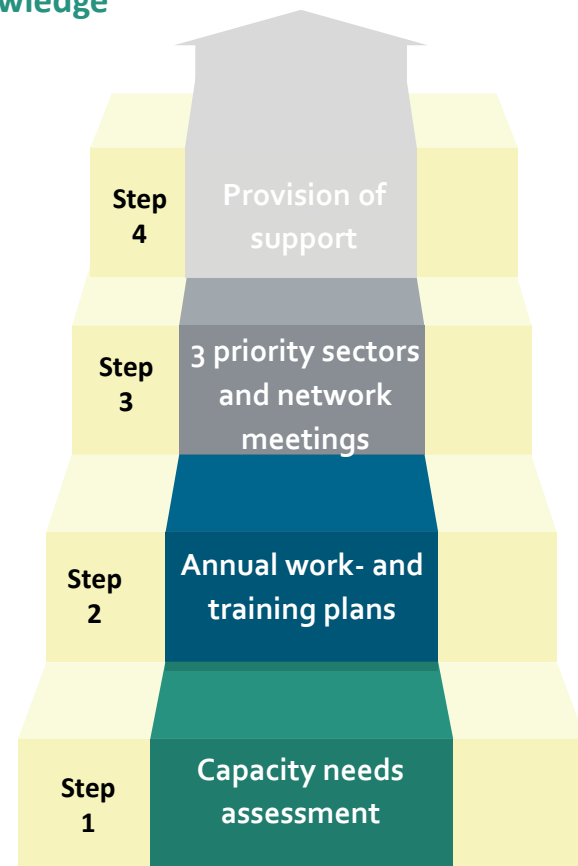 Step
4
Provision of
support
Step
3
3 priority sectors
and network
meetings
Step
2
Annual work- and
training plans
Step
1
Capacity needs
assessment